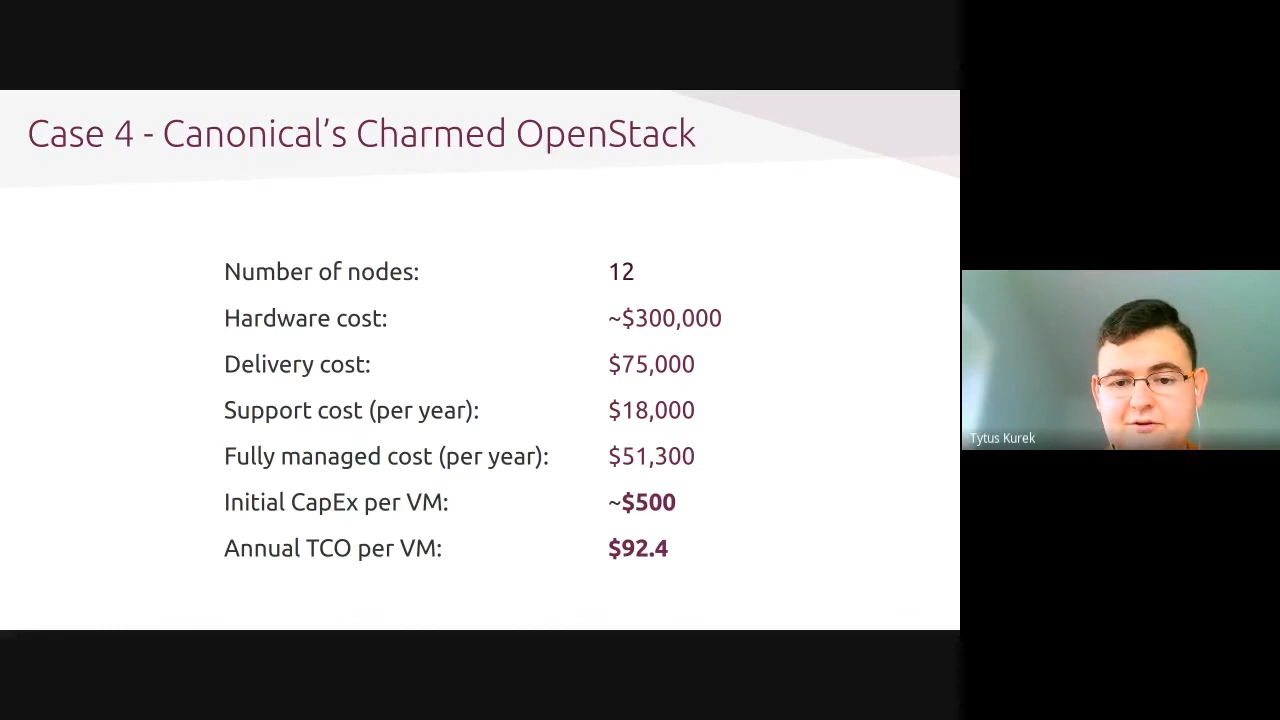 Case 4 - Canonical's Charmed OpenStack
Number of nodes: 12
Hardware cost: ~$300,000
Delivery cost: $75,000
Support cost (per year): $18,000
Fully managed cost (per year): $51,300
Initial CapEx per VM: ~$500
Annual TCO per VM: $92.4
Tytus Kurek